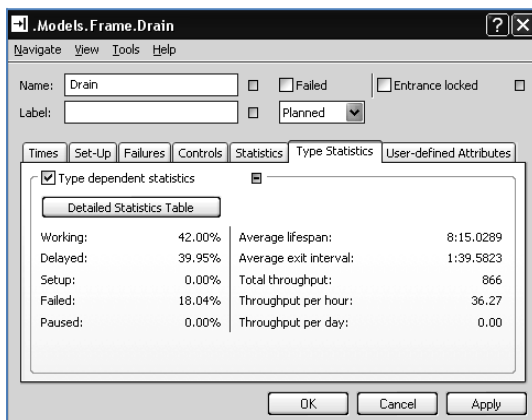 .Models.Frame.Drain
Navigate View Tools Help
Name: Drain Failed Entrance locked
Label: Planned
Times Set-Up Failures Controls Statistics Type Statistics User-defined Attributes
Type dependent statistics
Detailed Statistics Table
Working: 42.00% Average lifespan: 8:15.0289
Delayed: 39.95% Average exit interval: 1:39.5823
Setup: 0.00% Total throughput: 866
Failed: 18.04% Throughput per hour: 36.27
Paused: 0.00% Throughput per day: 0.00
OK Cancel Apply